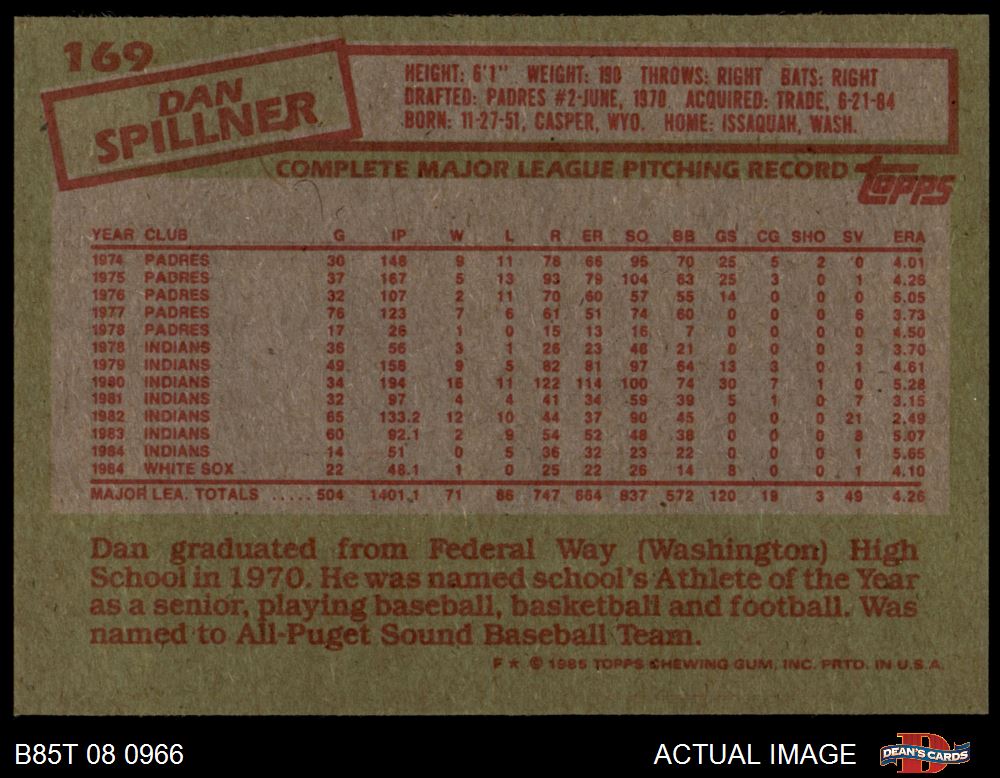 169
DAN
SPILLNER
HEIGHT: 6'1" WEIGHT: 190 THROWS: RIGHT BATS: RIGHT
DRAFTED: PADRES #2-JUNE, 1970 ACQUIRED: TRADE, 6-21-84
BORN: 11-27-51, CASPER, WYO. HOME: ISSAQUAH, WASH.
COMPLETE MAJOR LEAGUE PITCHING RECORD
TOPPS
YEAR CLUB G IP W L R ER SO BB GS CG SHO SV ERA
1974 PADRES 30 148 9 11 78 66 95 70 25 5 2 0 4.01
1975 PADRES 37 167 5 13 93 79 104 63 25 3 0 1 4.26
1976 PADRES 32 107 2 11 70 60 57 55 14 0 0 0 5.05
1977 PADRES 76 123 7 6 61 51 74 60 0 0 0 6 3.73
1978 PADRES 17 26 1 0 15 13 16 7 0 0 0 0 4.50
1978 INDIANS 36 56 3 1 26 23 48 21 0 0 0 3 3.70
1979 INDIANS 49 158 9 5 82 81 97 64 13 3 0 1 4.61
1980 INDIANS 34 194 16 11 122 114 100 74 30 7 1 0 5.28
1981 INDIANS 32 97 4 4 41 34 59 39 5 1 0 7 3.15
1982 INDIANS 65 133.2 12 10 44 37 90 45 0 0 0 21 2.49
1983 INDIANS 60 92.1 2 9 54 52 48 38 0 0 0 8 5.07
1984 INDIANS 14 51 0 5 36 32 23 22 0 0 1 5.65
1984 WHITE SOX 22 48.1 1 0 25 22 26 14 8 0 0 1 4.10
MAJOR LEA. TOTALS ..... 504 1401.1 71 86 747 664 837 572 120 19 3 49 4.26
Dan graduated from Federal Way (Washington) High
School in 1970. He was named school's Athlete of the Year
as a senior, playing baseball, basketball and football. Was
named to All-Puget Sound Baseball Team.
F ★ © 1985 TOPPS CHEWING GUM, INC. PRTD. IN U.S.A.
B85T 08 0966
ACTUAL IMAGE
DEAN'S CARDS